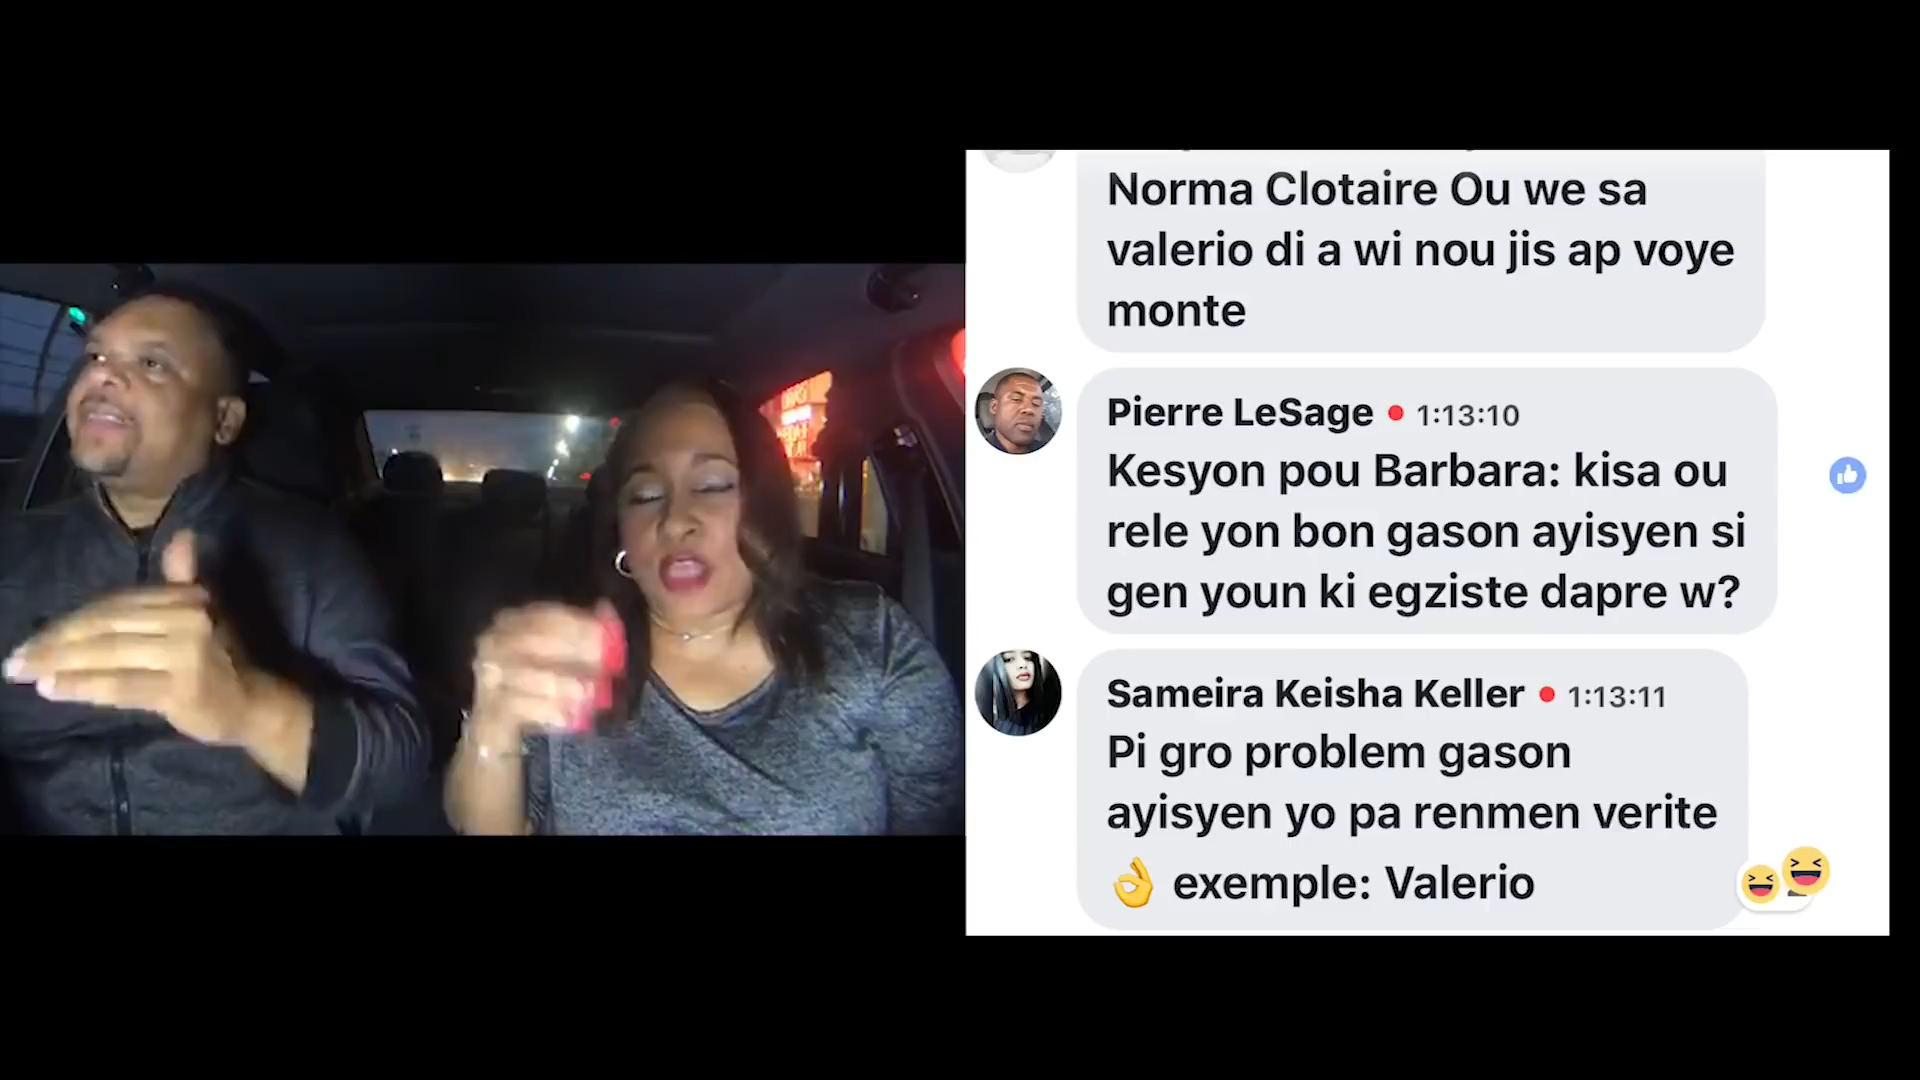 Norma Clotaire Ou we sa
valerio di a wi nou jis ap voye
monte
Pierre LeSage • 1:13:10
Kesyon pou Barbara: kisa ou
rele yon bon gason ayisyen si
gen youn ki egziste dapre w?
Sameira Keisha Keller • 1:13:11
Pi gro problem gason
ayisyen yo pa renmen verite
👌 exemple: Valerio